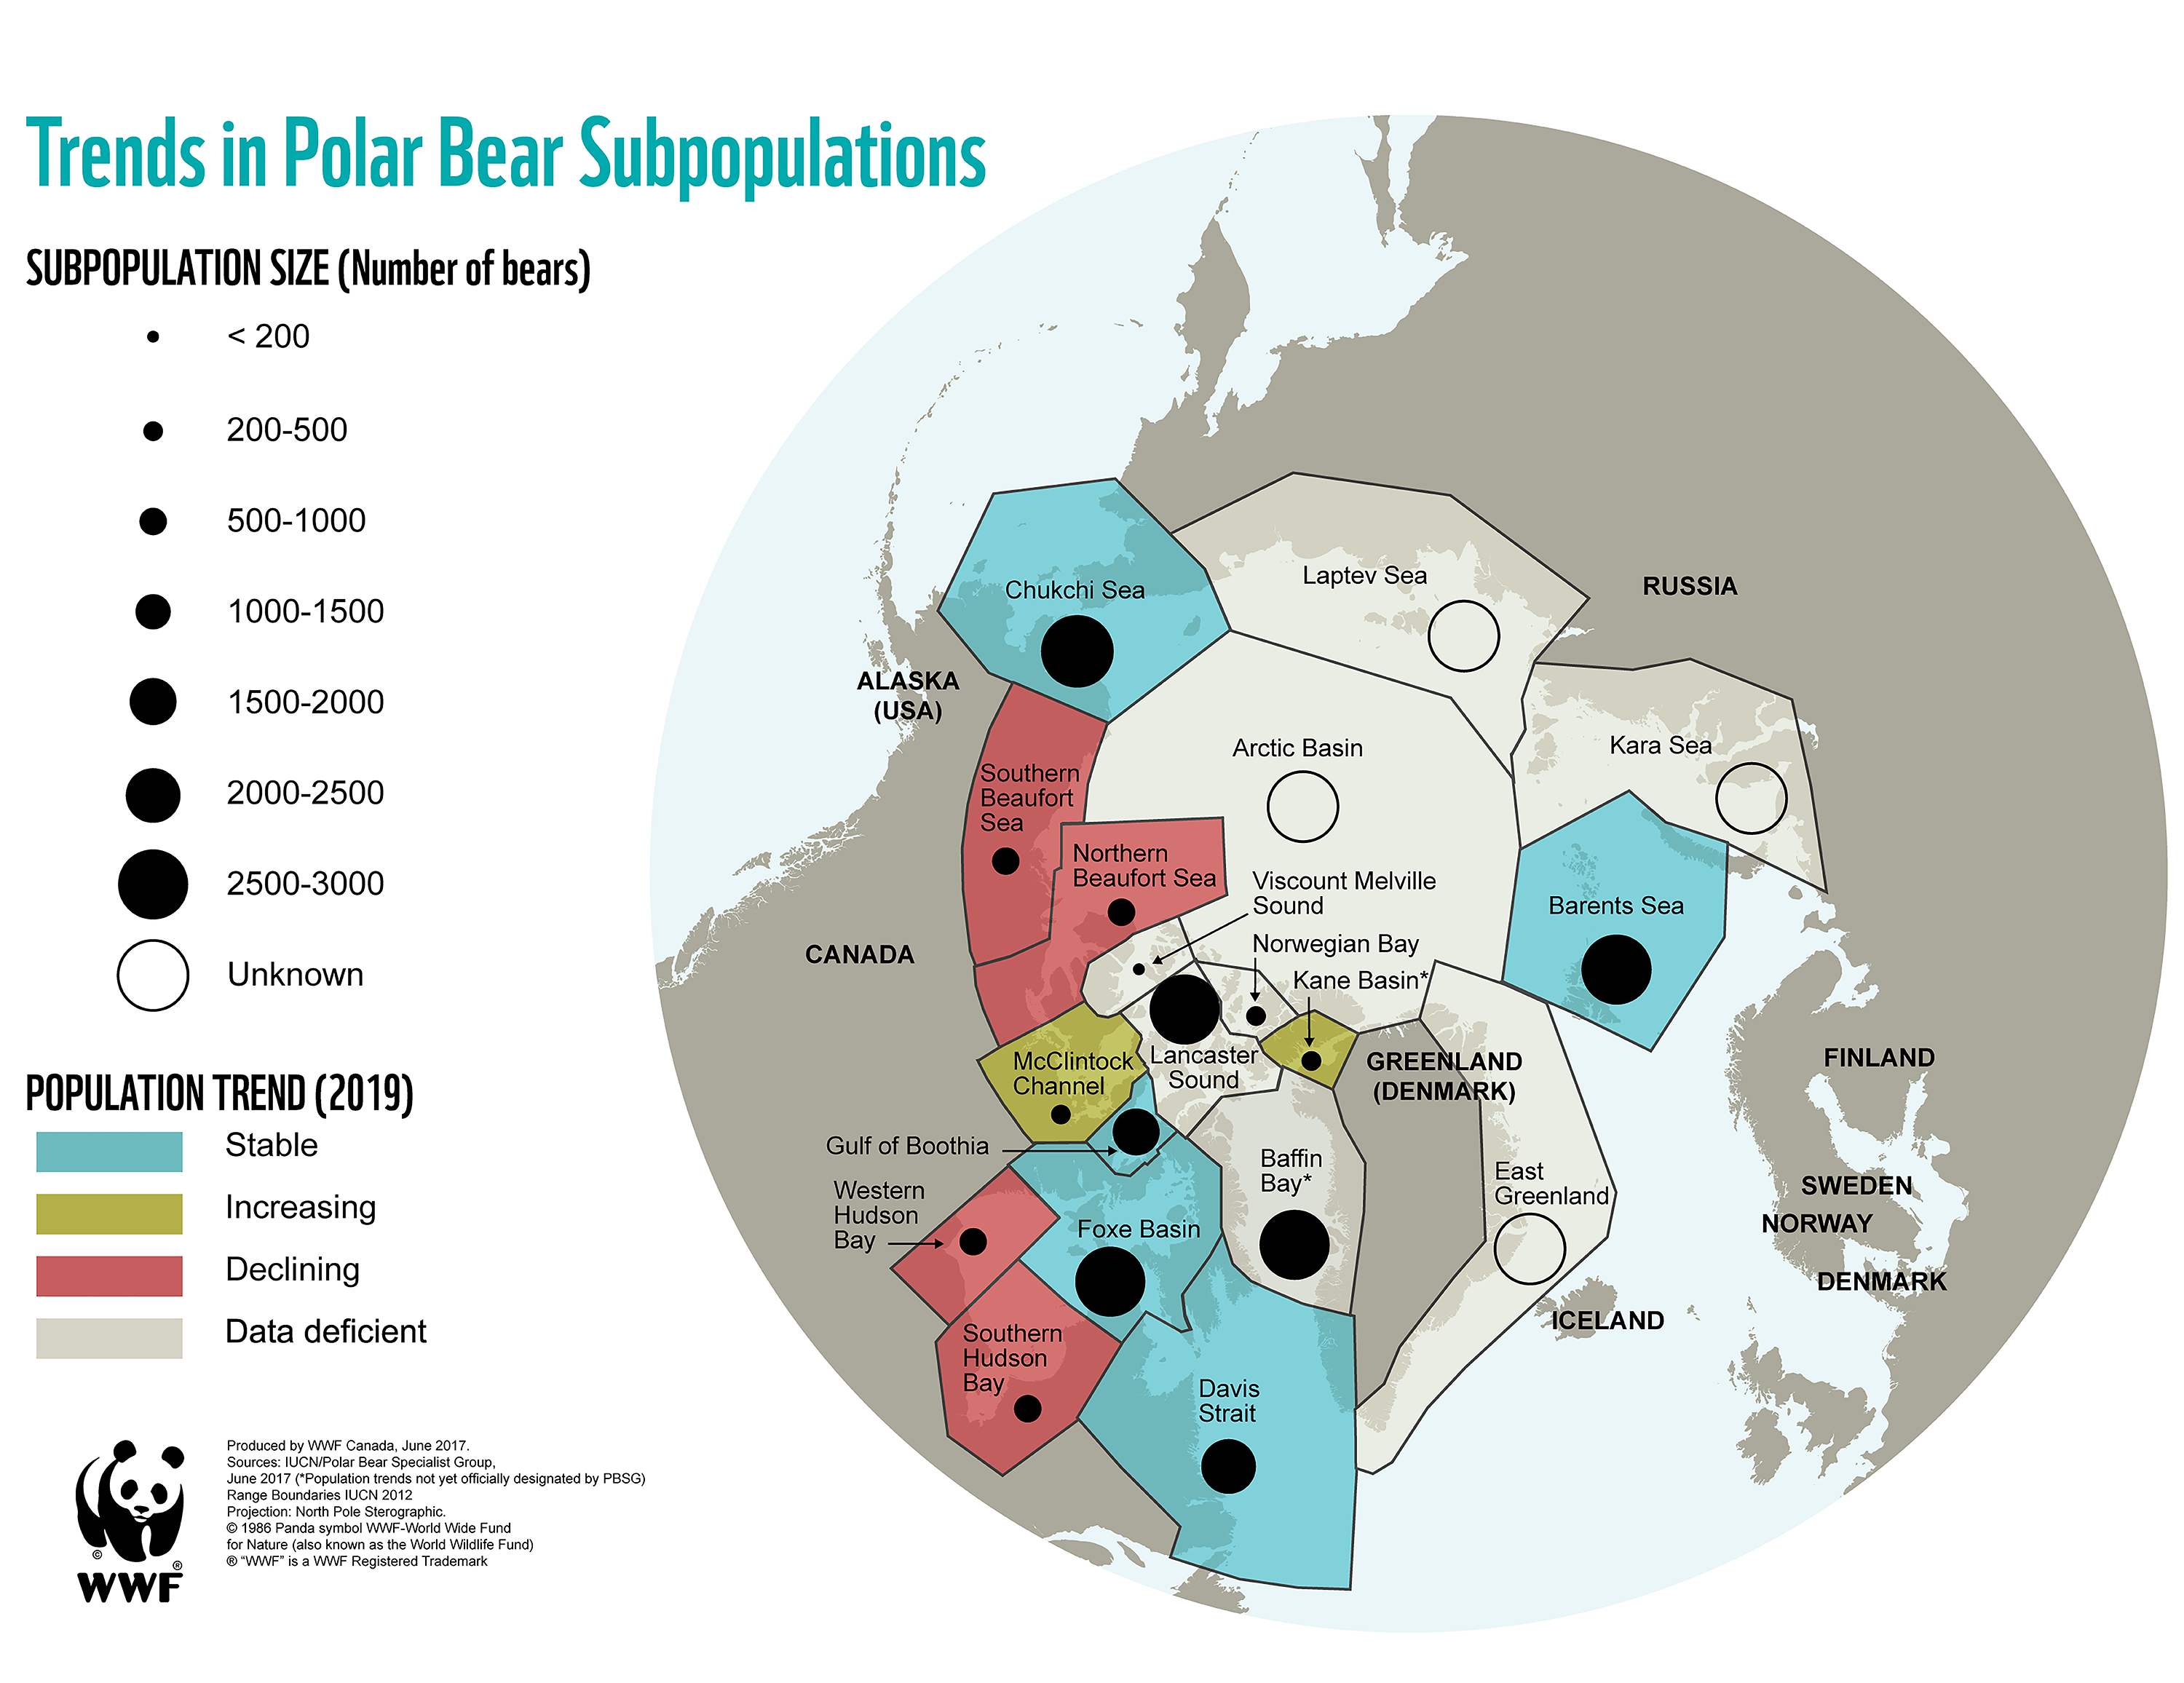 Trends in Polar Bear Subpopulations
SUBPOPULATION SIZE (Number of bears)
< 200
200-500
500-1000
1000-1500
1500-2000
2000-2500
2500-3000
Unknown
POPULATION TREND (2019)
Stable
Increasing
Declining
Data deficient
Produced by WWF Canada, June 2017.
Sources: IUCN/Polar Bear Specialist Group,
June 2017 (*Population trends not yet officially designated by PBSG)
Range Boundaries IUCN 2012
Projection: North Pole Sterographic.
© 1986 Panda symbol WWF-World Wide Fund
for Nature (also known as the World Wildlife Fund)
® “WWF” is a WWF Registered Trademark
©
®
WWF
Chukchi Sea
Laptev Sea
RUSSIA
ALASKA
(USA)
Arctic Basin
Kara Sea
Southern
Beaufort
Sea
Northern
Beaufort Sea
Viscount Melville
Sound
Barents Sea
CANADA
Norwegian Bay
Kane Basin*
McClintock
Channel
Lancaster
Sound
GREENLAND
(DENMARK)
FINLAND
Gulf of Boothia
Baffin
Bay*
East
Greenland
SWEDEN
NORWAY
Western
Hudson
Bay
Foxe Basin
DENMARK
ICELAND
Southern
Hudson
Bay
Davis
Strait